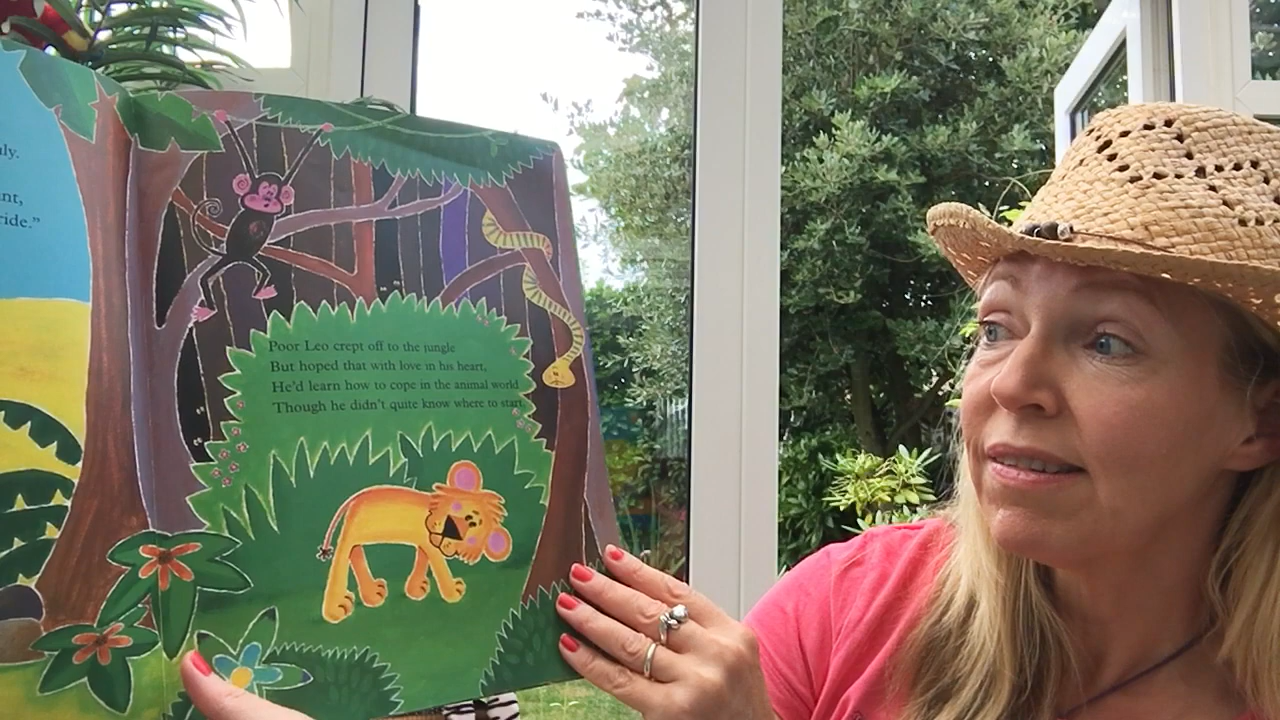 ride.”
Poor Leo crept off to the jungle
But hoped that with love in his heart,
He’d learn how to cope in the animal world
Though he didn’t quite know where to start.